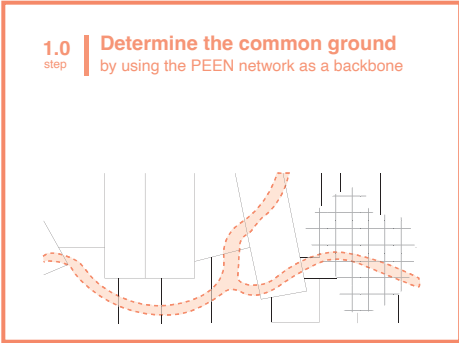 1.0
step
Determine the common ground
by using the PEEN network as a backbone